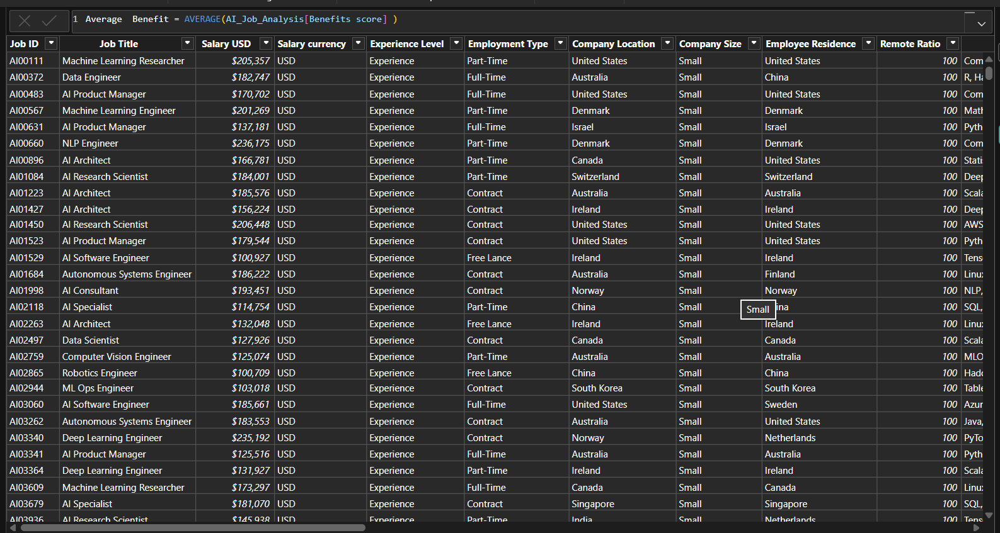 1 Average  Benefit = AVERAGE(AI_Job_Analysis[Benefits score] )
Job ID Job Title Salary USD Salary currency Experience Level Employment Type Company Location Company Size Employee Residence Remote Ratio
AI00111 Machine Learning Researcher $205,357 USD Experience Part-Time United States Small United States 100 Com
AI00372 Data Engineer $182,747 USD Experience Full-Time Australia Small China 100 R, Ha
AI00483 AI Product Manager $170,702 USD Experience Full-Time United States Small United States 100 Com
AI00567 Machine Learning Engineer $201,269 USD Experience Part-Time Denmark Small Denmark 100 Math
AI00631 AI Product Manager $137,181 USD Experience Full-Time Israel Small Israel 100 Pyth
AI00660 NLP Engineer $236,175 USD Experience Part-Time Denmark Small Denmark 100 Com
AI00896 AI Architect $166,781 USD Experience Part-Time Canada Small United States 100 Stati
AI01084 AI Research Scientist $184,001 USD Experience Part-Time Switzerland Small Switzerland 100 Deep
AI01223 AI Architect $185,576 USD Experience Contract Australia Small Australia 100 Scala
AI01427 AI Architect $156,224 USD Experience Contract Ireland Small Ireland 100 Deep
AI01450 AI Research Scientist $206,448 USD Experience Contract United States Small United States 100 AWS
AI01523 AI Product Manager $179,544 USD Experience Contract United States Small United States 100 Pyth
AI01529 AI Software Engineer $100,927 USD Experience Free Lance Ireland Small Ireland 100 Tens
AI01684 Autonomous Systems Engineer $186,222 USD Experience Contract Australia Small Finland 100 Linux
AI01998 AI Consultant $193,451 USD Experience Contract Norway Small Norway 100 NLP,
AI02118 AI Specialist $114,754 USD Experience Part-Time China Small Small ina 100 SQL,
AI02263 AI Architect $132,048 USD Experience Free Lance Ireland Small Ireland 100 Linux
AI02497 Data Scientist $127,926 USD Experience Contract Canada Small Canada 100 Scala
AI02759 Computer Vision Engineer $125,074 USD Experience Part-Time Australia Small Australia 100 MLO
AI02865 Robotics Engineer $100,709 USD Experience Free Lance China Small China 100 Hado
AI02944 ML Ops Engineer $103,018 USD Experience Contract South Korea Small South Korea 100 Table
AI03060 AI Software Engineer $185,661 USD Experience Full-Time United States Small Sweden 100 Azur
AI03262 Autonomous Systems Engineer $183,553 USD Experience Contract Australia Small United States 100 Java,
AI03340 Deep Learning Engineer $235,192 USD Experience Contract Norway Small Netherlands 100 PyTo
AI03341 AI Product Manager $125,516 USD Experience Full-Time Australia Small Australia 100 Pyth
AI03364 Deep Learning Engineer $131,927 USD Experience Part-Time Ireland Small Ireland 100 Scala
AI03609 Machine Learning Researcher $173,297 USD Experience Full-Time Canada Small Canada 100 Linux
AI03679 AI Specialist $181,070 USD Experience Contract Singapore Small Singapore 100 SQL,
AI03936 AI Research Scientist $145,938 USD Experience Part-Time India Small Netherlands 100 Tens